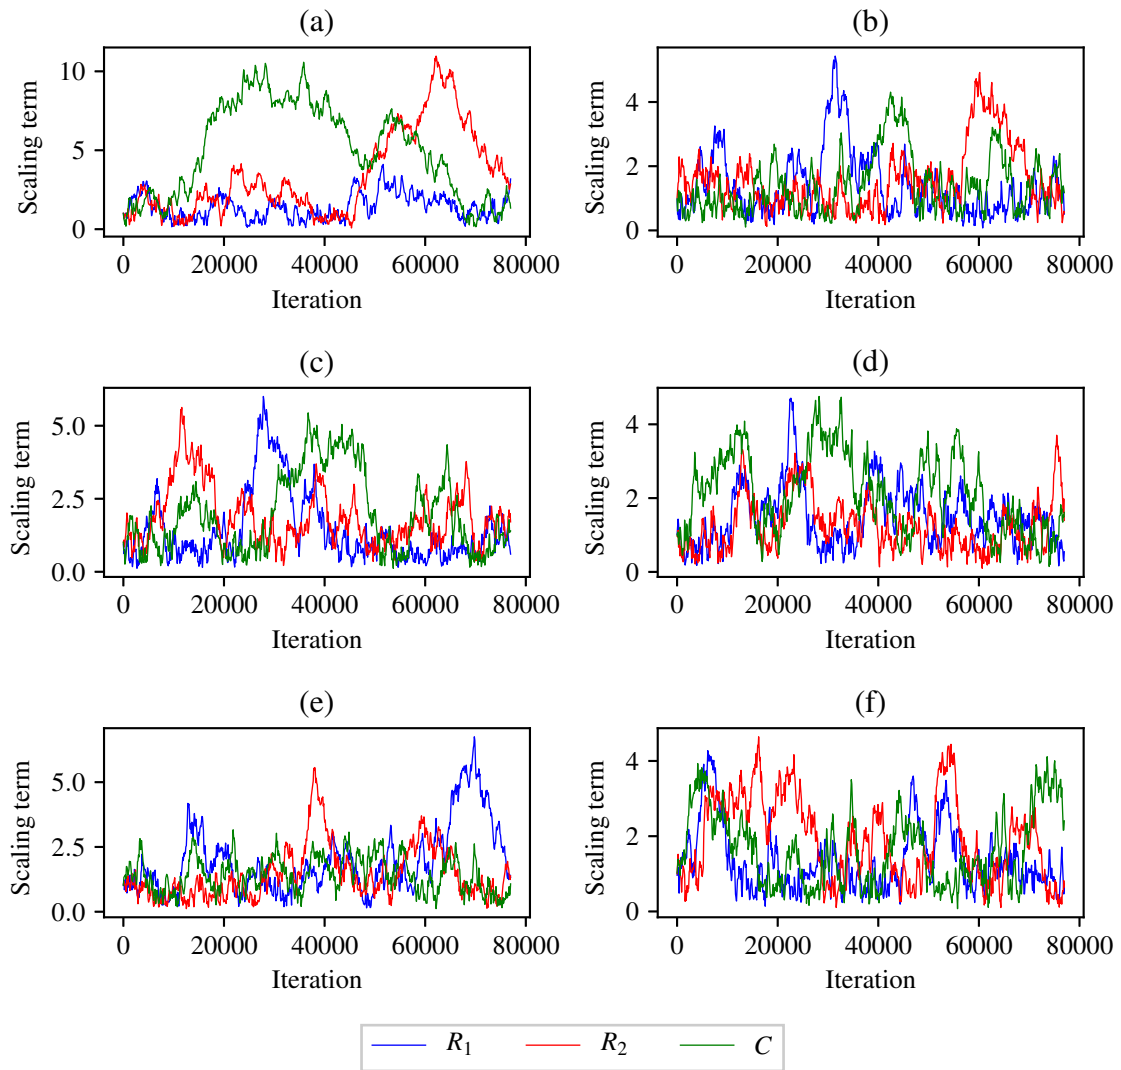 (a)
Scaling term
10
5
0
0 20000 40000 60000 80000
Iteration
(b)
Scaling term
4
2
0
0 20000 40000 60000 80000
Iteration
(c)
Scaling term
5.0
2.5
0.0
0 20000 40000 60000 80000
Iteration
(d)
Scaling term
4
2
0
0 20000 40000 60000 80000
Iteration
(e)
Scaling term
5.0
2.5
0.0
0 20000 40000 60000 80000
Iteration
(f)
Scaling term
4
2
0
0 20000 40000 60000 80000
Iteration
R₁ R₂ C